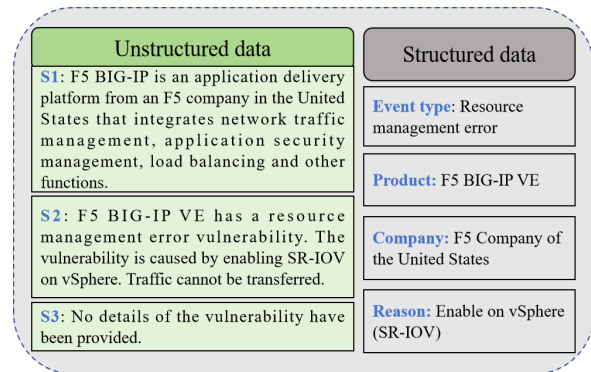 Unstructured data
S1: F5 BIG-IP is an application delivery
platform from an F5 company in the United
States that integrates network traffic
management, application security
management, load balancing and other
functions.
S2: F5 BIG-IP VE has a resource
management error vulnerability. The
vulnerability is caused by enabling SR-IOV
on vSphere. Traffic cannot be transferred.
S3: No details of the vulnerability have
been provided.
Structured data
Event type: Resource
management error
Product: F5 BIG-IP VE
Company: F5 Company of
the United States
Reason: Enable on vSphere
(SR-IOV)